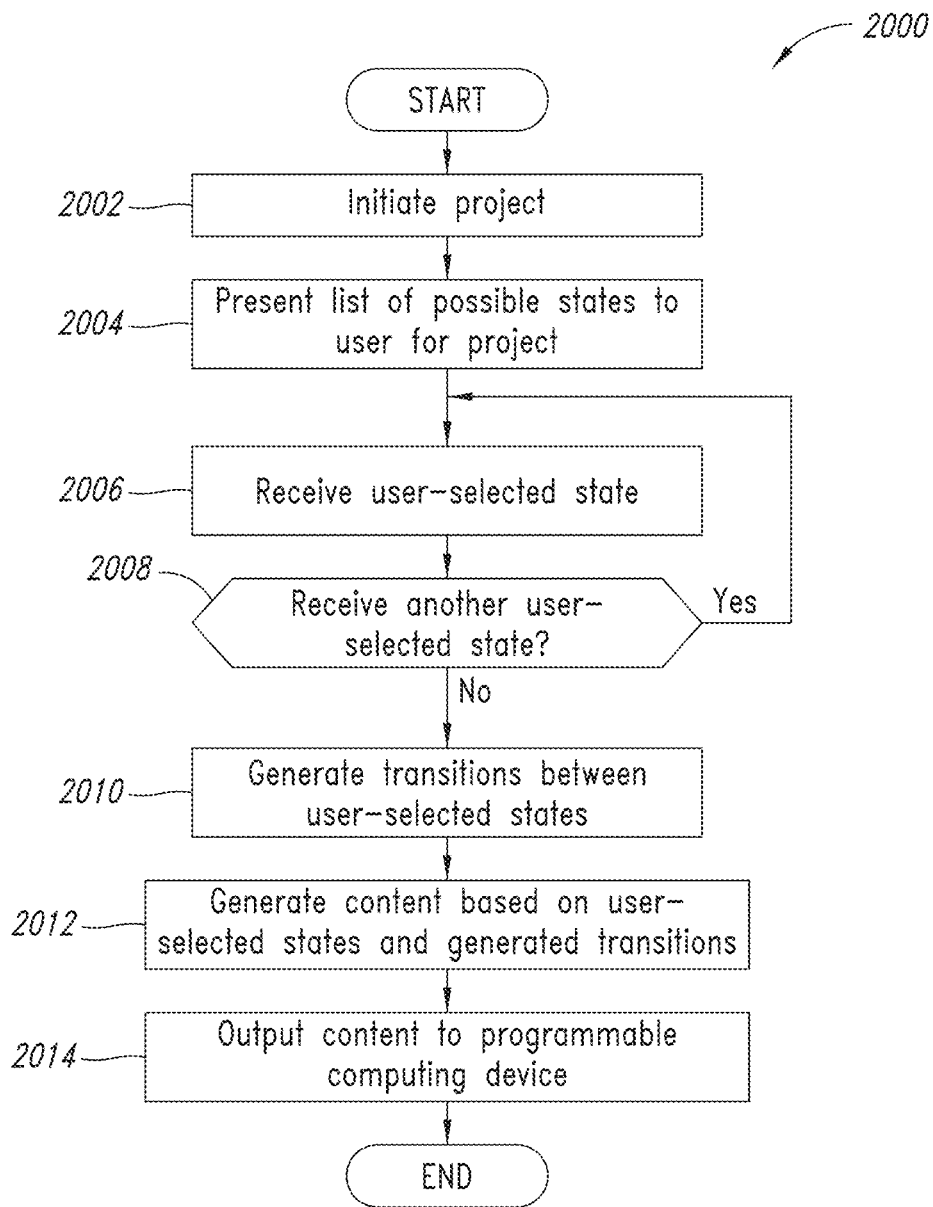 2000
START
2002
Initiate project
2004
Present list of possible states to
user for project
2006
Receive user-selected state
2008
Receive another user-
selected state?
Yes
No
2010
Generate transitions between
user-selected states
2012
Generate content based on user-
selected states and generated transitions
2014
Output content to programmable
computing device
END